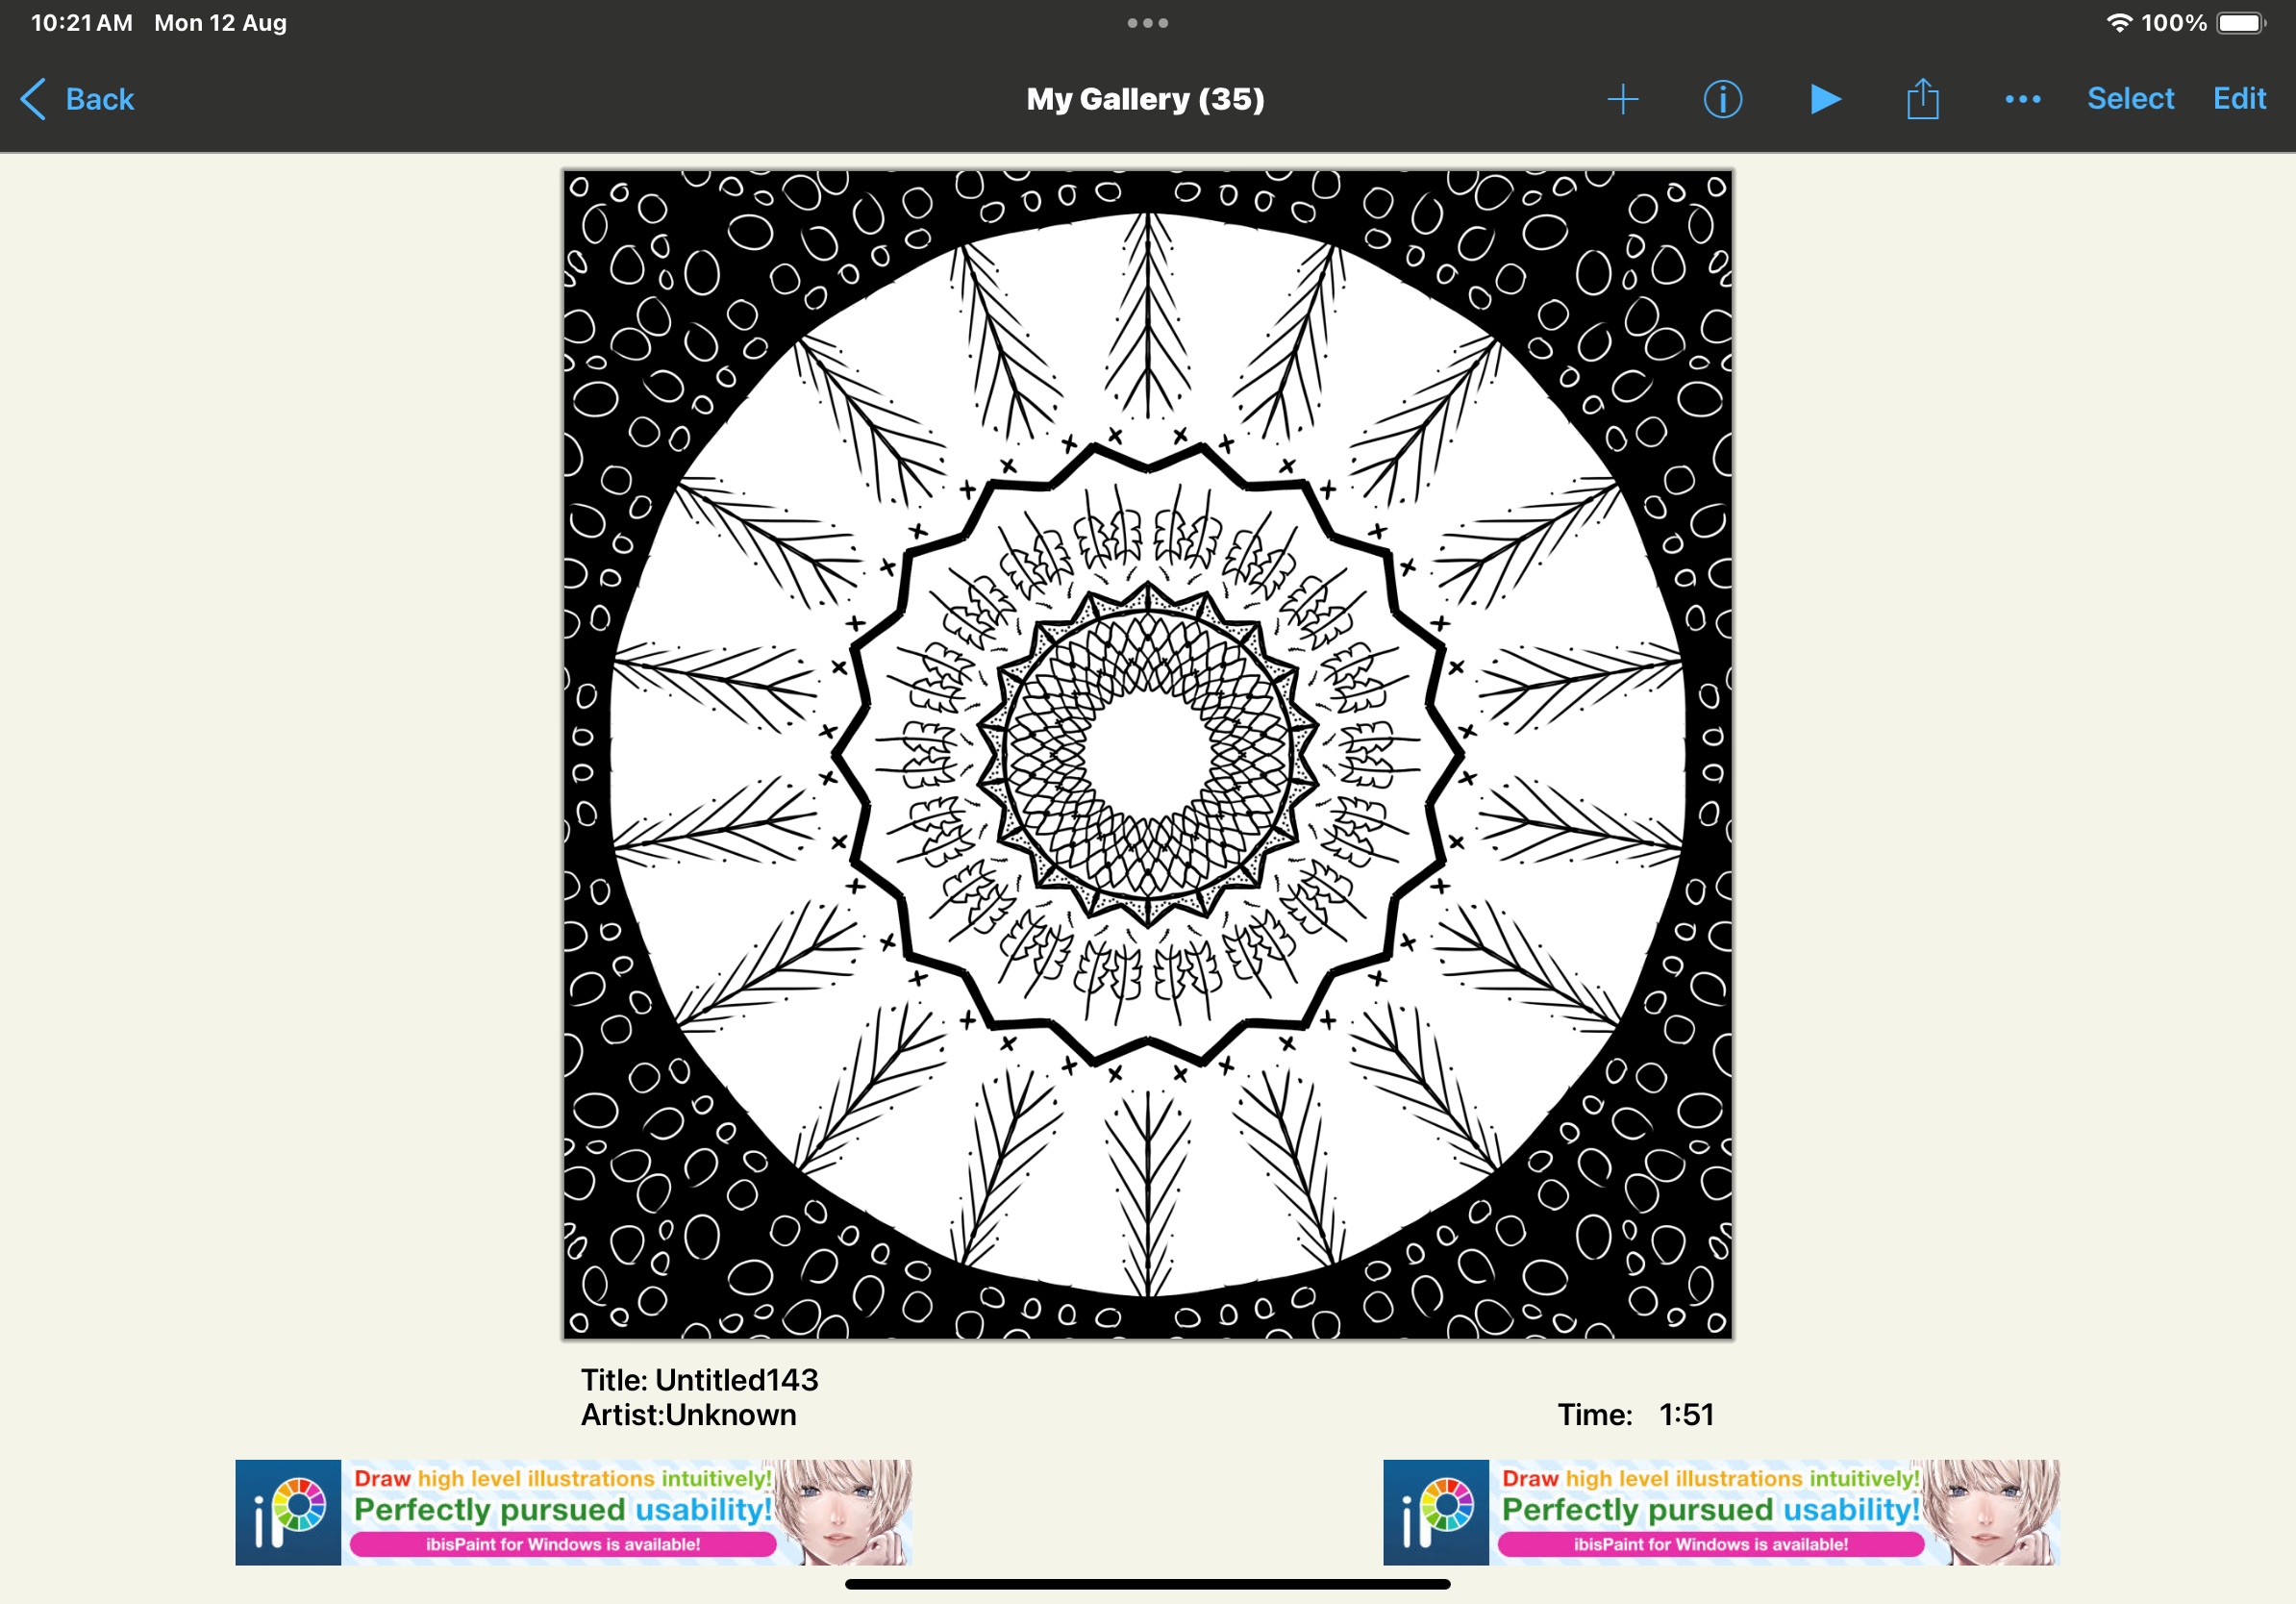 10:21 AM Mon 12 Aug
100%
Back
My Gallery (35)
Select
Edit
Title: Untitled143
Artist:Unknown
Time: 1:51
iP
Draw high level illustrations intuitively!
Perfectly pursued usability!
ibisPaint for Windows is available!
iP
Draw high level illustrations intuitively!
Perfectly pursued usability!
ibisPaint for Windows is available!